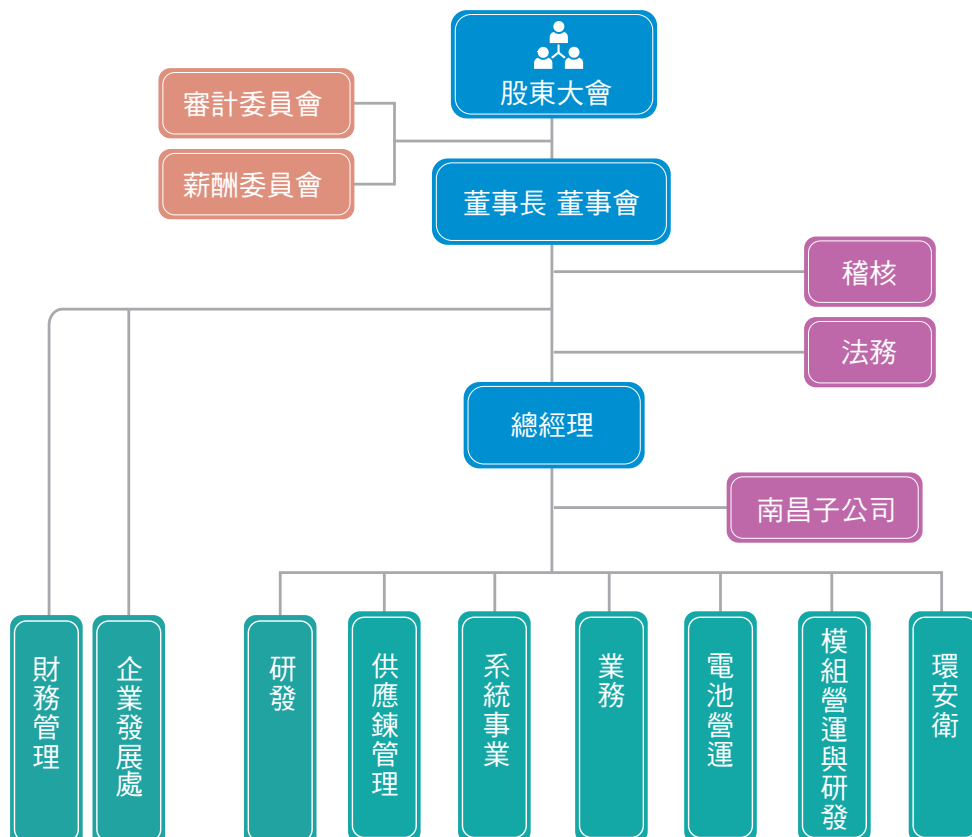 股東大會
審計委員會
薪酬委員會
董事長 董事會
稽核
法務
總經理
南昌子公司
財務管理
企業發展處
研發
供應鍊管理
系統事業
業務
電池營運
模組營運與研發
環安衛